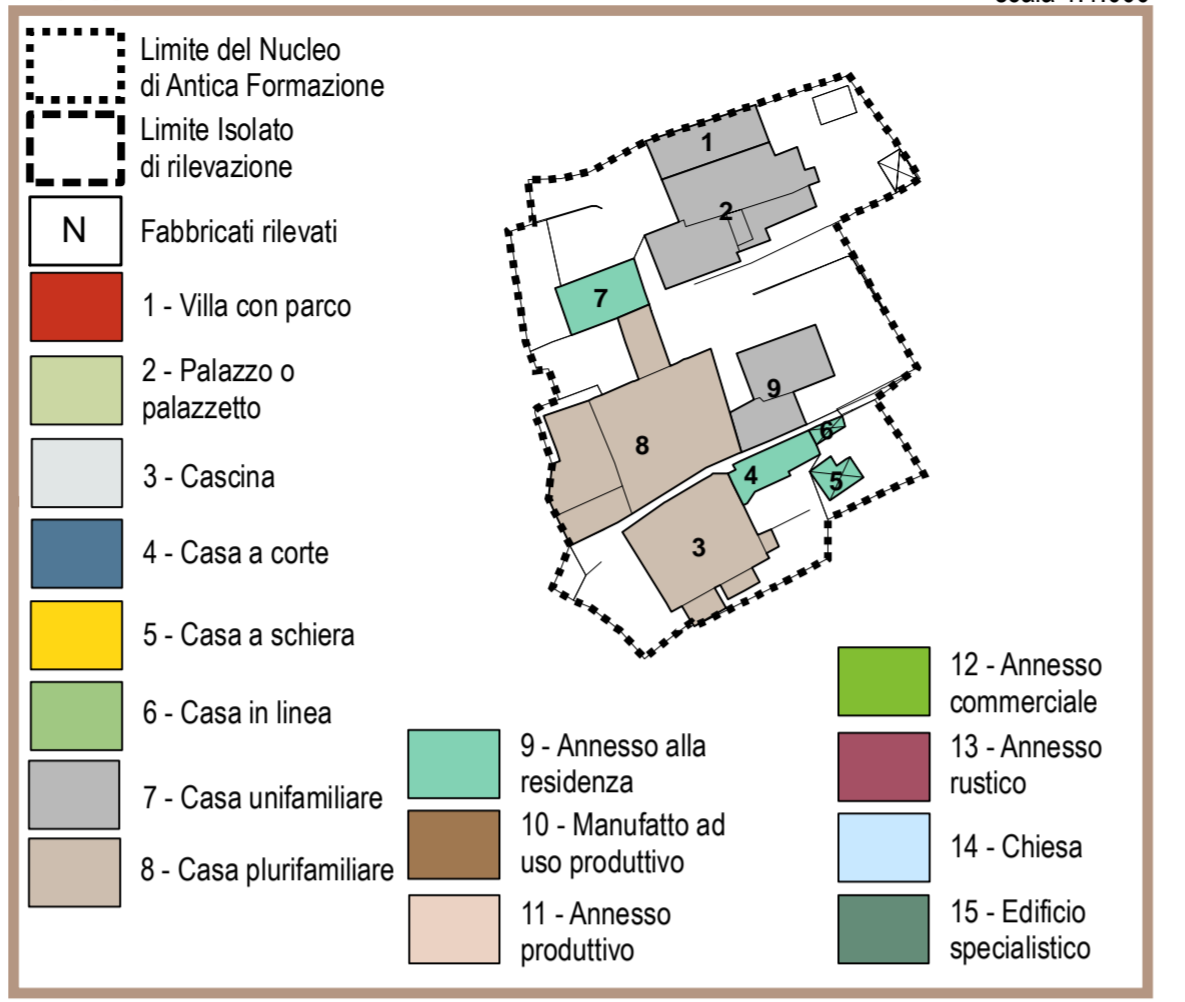 Limite del Nucleo
di Antica Formazione
Limite Isolato
di rilevazione
N
Fabbricati rilevati
1 - Villa con parco
2 - Palazzo o
palazzetto
3 - Cascina
4 - Casa a corte
5 - Casa a schiera
6 - Casa in linea
7 - Casa unifamiliare
8 - Casa plurifamiliare
1
2
7
9
8
6
4
5
3
9 - Annesso alla
residenza
10 - Manufatto ad
uso produttivo
11 - Annesso
produttivo
12 - Annesso
commerciale
13 - Annesso
rustico
14 - Chiesa
15 - Edificio
specialistico